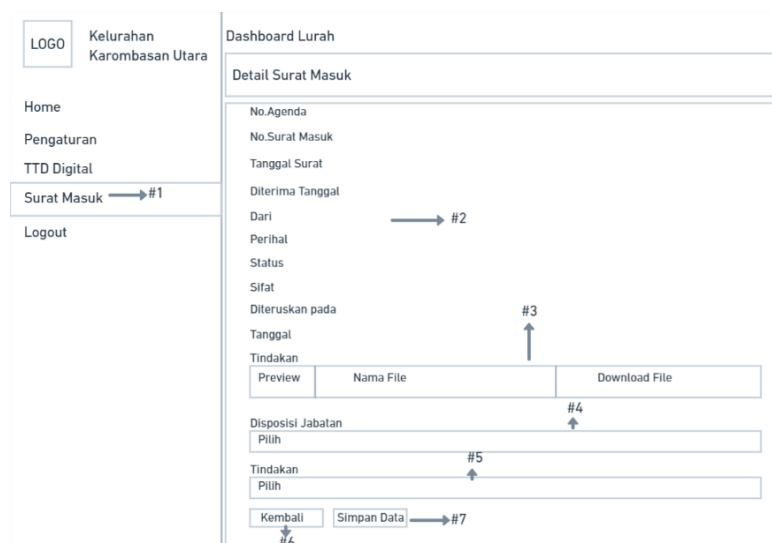 LOGO
Kelurahan
Karombasan Utara
Home
Pengaturan
TTD Digital
Surat Masuk #1
Logout
Dashboard Lurah
Detail Surat Masuk
No.Agenda
No.Surat Masuk
Tanggal Surat
Diterima Tanggal
Dari #2
Perihal
Status
Sifat
Diteruskan pada #3
Tanggal
Tindakan
Preview Nama File Download File
#4
Disposisi Jabatan
Pilih
#5
Tindakan
Pilih
Kembali Simpan Data #7
#6